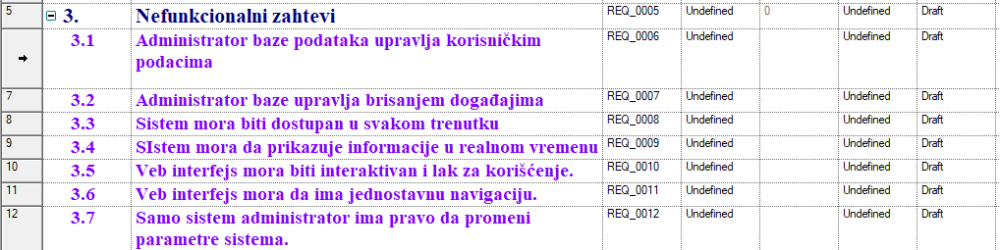 5 3. Nefunkcionalni zahtevi REQ_0005 Undefined 0 Undefined Draft
3.1 Administrator baze podataka upravlja korisničkim REQ_0006 Undefined Undefined Draft
podacima
7 3.2 Administrator baze upravlja brisanjem događajima REQ_0007 Undefined Undefined Draft
8 3.3 Sistem mora biti dostupan u svakom trenutku REQ_0008 Undefined Undefined Draft
9 3.4 SIstem mora da prikazuje informacije u realnom vremenu REQ_0009 Undefined Undefined Draft
10 3.5 Veb interfejs mora biti interaktivan i lak za korišćenje. REQ_0010 Undefined Undefined Draft
11 3.6 Veb interfejs mora da ima jednostavnu navigaciju. REQ_0011 Undefined Undefined Draft
12 3.7 Samo sistem administrator ima pravo da promeni REQ_0012 Undefined Undefined Draft
parametre sistema.